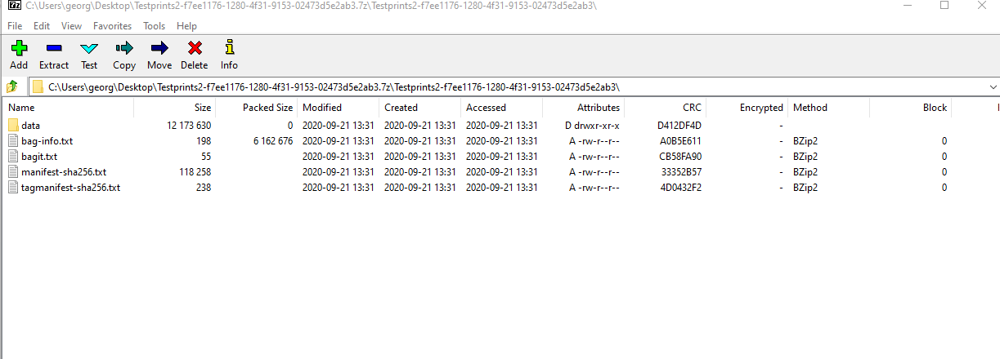 7z C:\Users\georg\Desktop\Testprints2-f7ee1176-1280-4f31-9153-02473d5e2ab3.7z\Testprints2-f7ee1176-1280-4f31-9153-02473d5e2ab3\
File Edit View Favorites Tools Help
Add Extract Test Copy Move Delete Info
C:\Users\georg\Desktop\Testprints2-f7ee1176-1280-4f31-9153-02473d5e2ab3.7z\Testprints2-f7ee1176-1280-4f31-9153-02473d5e2ab3\
Name Size Packed Size Modified Created Accessed Attributes CRC Encrypted Method Block
data 12 173 630 0 2020-09-21 13:31 2020-09-21 13:31 2020-09-21 13:31 D drwxr-xr-x D412DF4D -
bag-info.txt 198 6 162 676 2020-09-21 13:31 2020-09-21 13:31 2020-09-21 13:31 A -rw-r--r-- A0B5E611 - BZip2 0
bagit.txt 55 2020-09-21 13:31 2020-09-21 13:31 2020-09-21 13:31 A -rw-r--r-- CB58FA90 - BZip2 0
manifest-sha256.txt 118 258 2020-09-21 13:31 2020-09-21 13:31 2020-09-21 13:31 A -rw-r--r-- 33352B57 - BZip2 0
tagmanifest-sha256.txt 238 2020-09-21 13:31 2020-09-21 13:31 2020-09-21 13:31 A -rw-r--r-- 4D0432F2 - BZip2 0